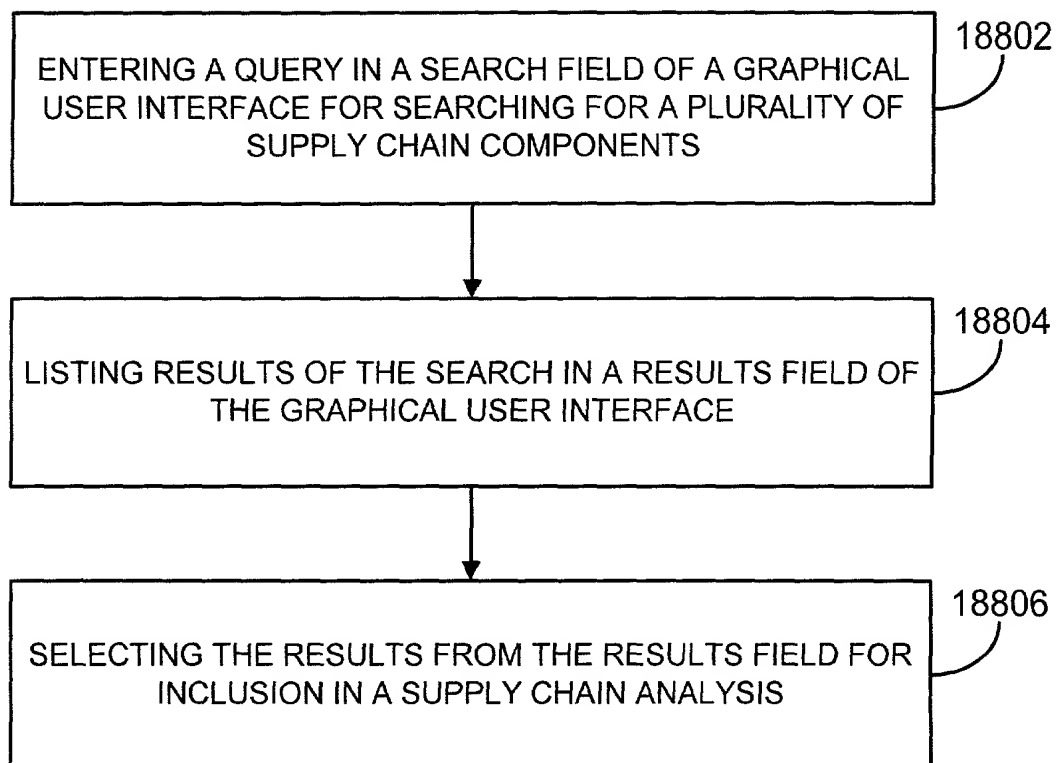 18802
ENTERING A QUERY IN A SEARCH FIELD OF A GRAPHICAL
USER INTERFACE FOR SEARCHING FOR A PLURALITY OF
SUPPLY CHAIN COMPONENTS
18804
LISTING RESULTS OF THE SEARCH IN A RESULTS FIELD OF
THE GRAPHICAL USER INTERFACE
18806
SELECTING THE RESULTS FROM THE RESULTS FIELD FOR
INCLUSION IN A SUPPLY CHAIN ANALYSIS